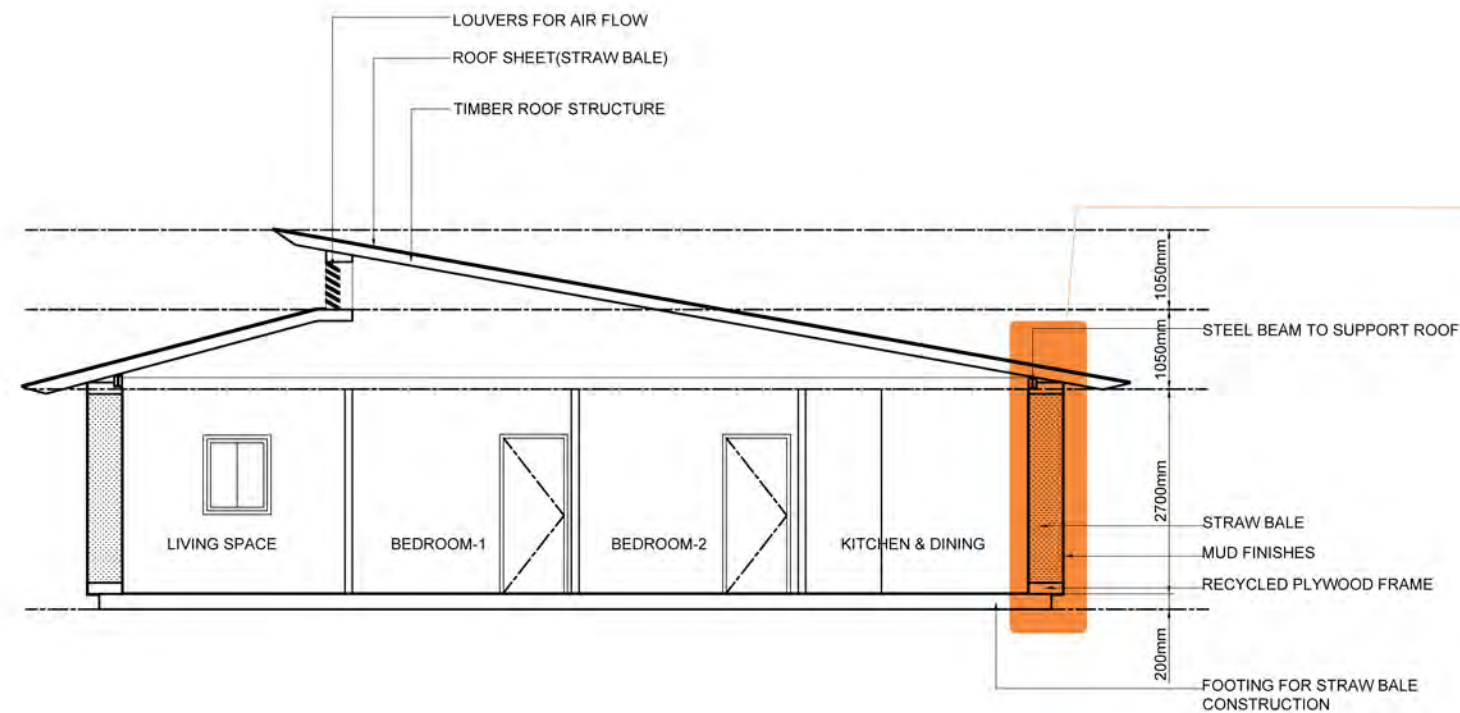 LOUVERS FOR AIR FLOW
ROOF SHEET(STRAW BALE)
TIMBER ROOF STRUCTURE
1050mm
STEEL BEAM TO SUPPORT ROOF
1050mm
2700mm
STRAW BALE
LIVING SPACE
BEDROOM-1
BEDROOM-2
KITCHEN & DINING
MUD FINISHES
RECYCLED PLYWOOD FRAME
200mm
FOOTING FOR STRAW BALE
CONSTRUCTION